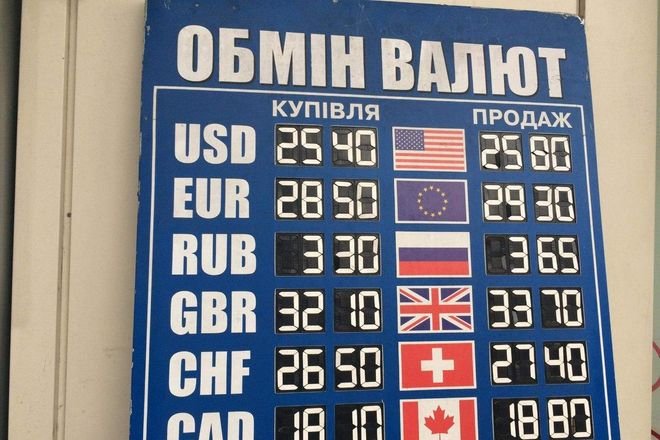 ОБМІН ВАЛЮТ
КУПІВЛЯ ПРОДАЖ
USD 25 40 25 80
EUR 28 50 29 30
RUB 3 30 3 65
GBR 32 10 33 70
CHF 26 50 27 40
CAD 18 10 18 80